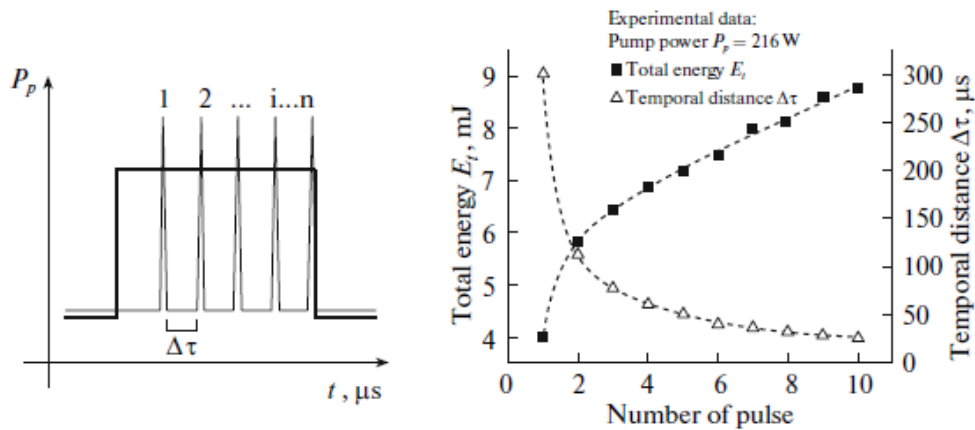 P_p
1 2 ... i...n
Δτ
t, μs
Experimental data:
Pump power P_p = 216 W
Total energy E_t
Temporal distance Δτ
Total energy E_t, mJ
9
8
7
6
5
4
Temporal distance Δτ, μs
300
250
200
150
100
50
0
0 2 4 6 8 10
Number of pulse